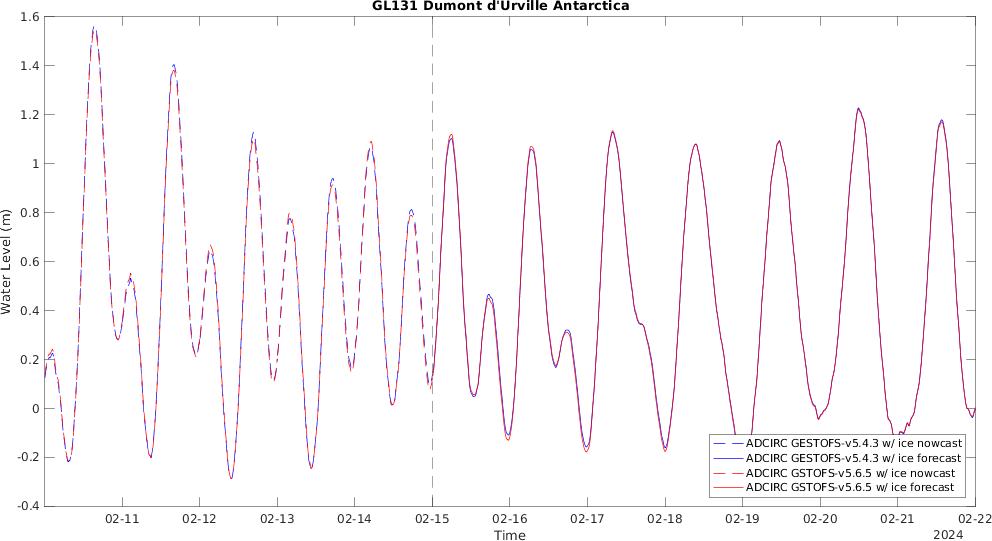 GL131 Dumont d'Urville Antarctica
1.6
1.4
1.2
1
0.8
0.6
0.4
0.2
0
-0.2
-0.4
Water Level (m)
ADCIRC GESTOFS-v5.4.3 w/ ice nowcast
ADCIRC GESTOFS-v5.4.3 w/ ice forecast
ADCIRC GSTOFS-v5.6.5 w/ ice nowcast
ADCIRC GSTOFS-v5.6.5 w/ ice forecast
02-11 02-12 02-13 02-14 02-15 02-16 02-17 02-18 02-19 02-20 02-21 02-22
Time
2024